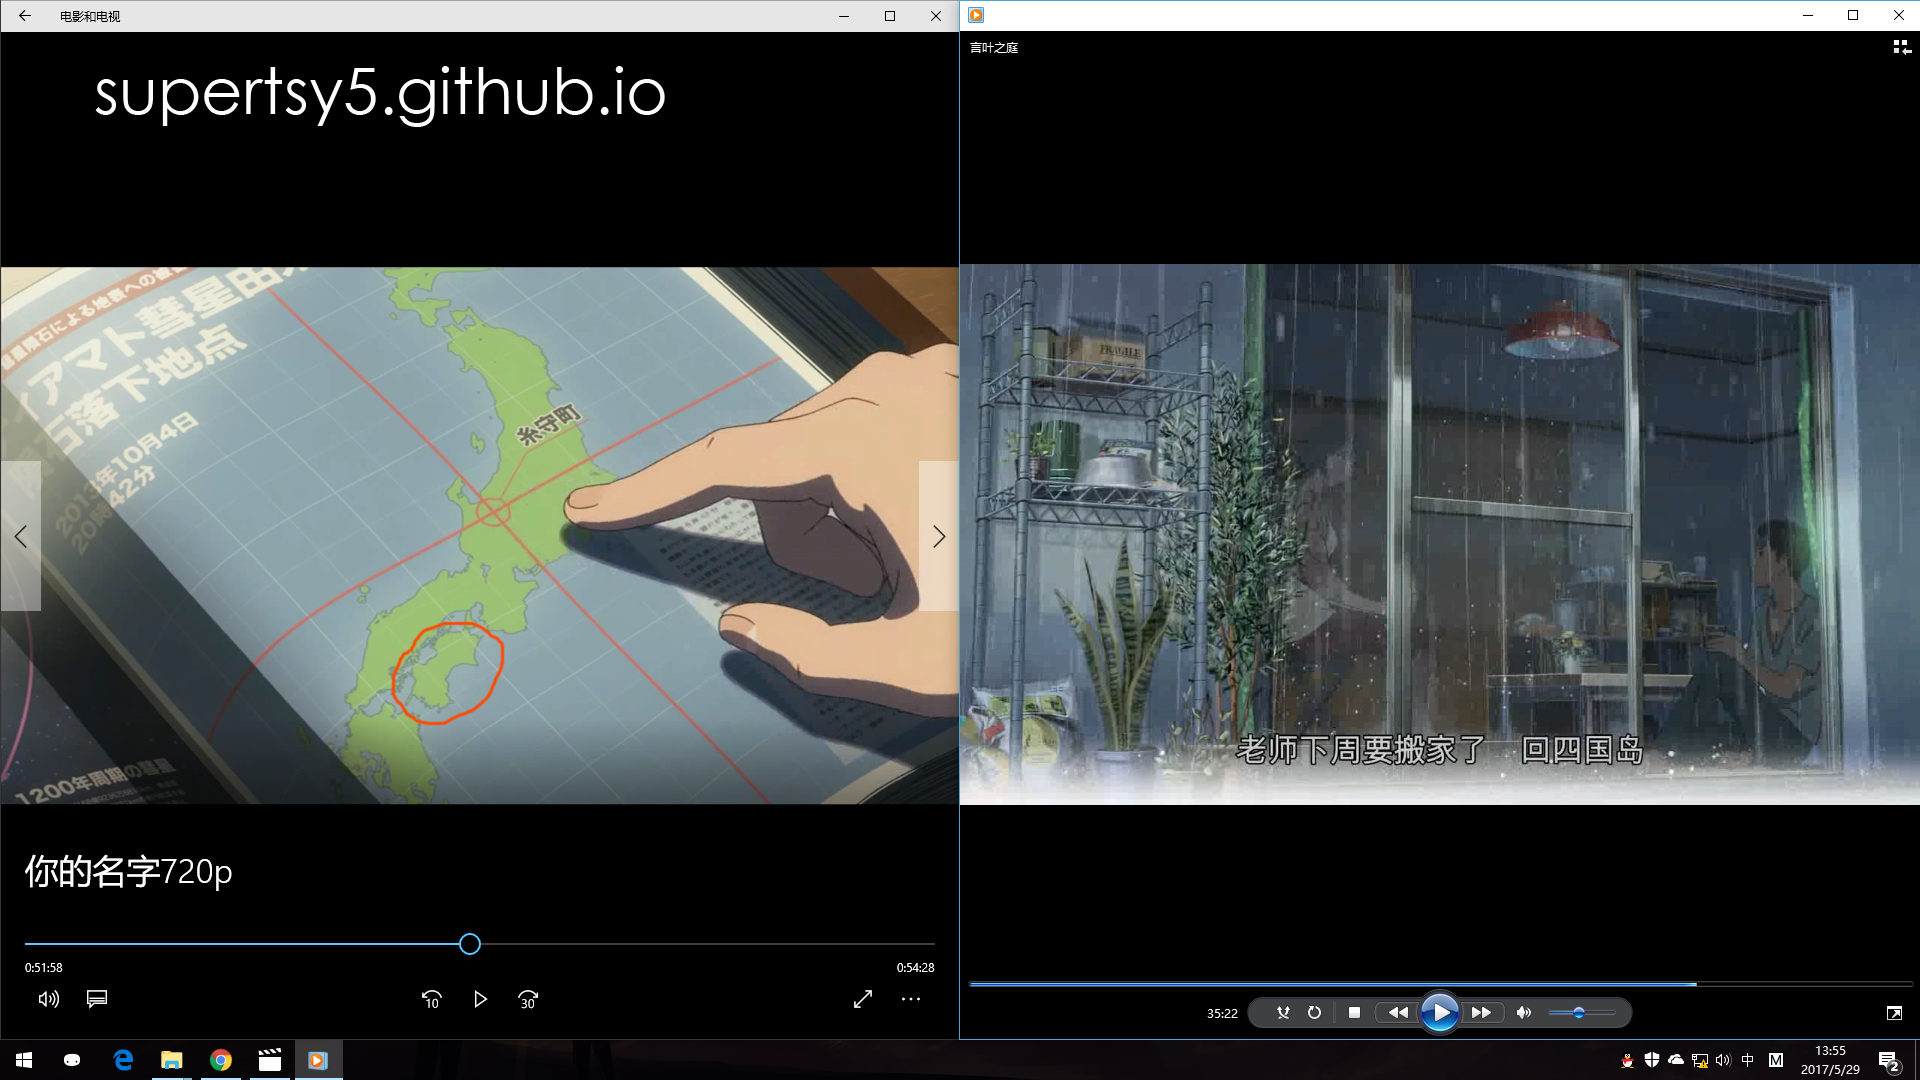 电影和电视
supertsy5.github.io
言叶之庭
FRAGILE
糸守町
アマト彗星
石落下地点
2013年10月4日
20時42分
1200年周期の彗星
老师下周要搬家了 回四国岛
你的名字720p
0:51:58
0:54:28
10
30
35:22
中
M
13:55
2017/5/29
2